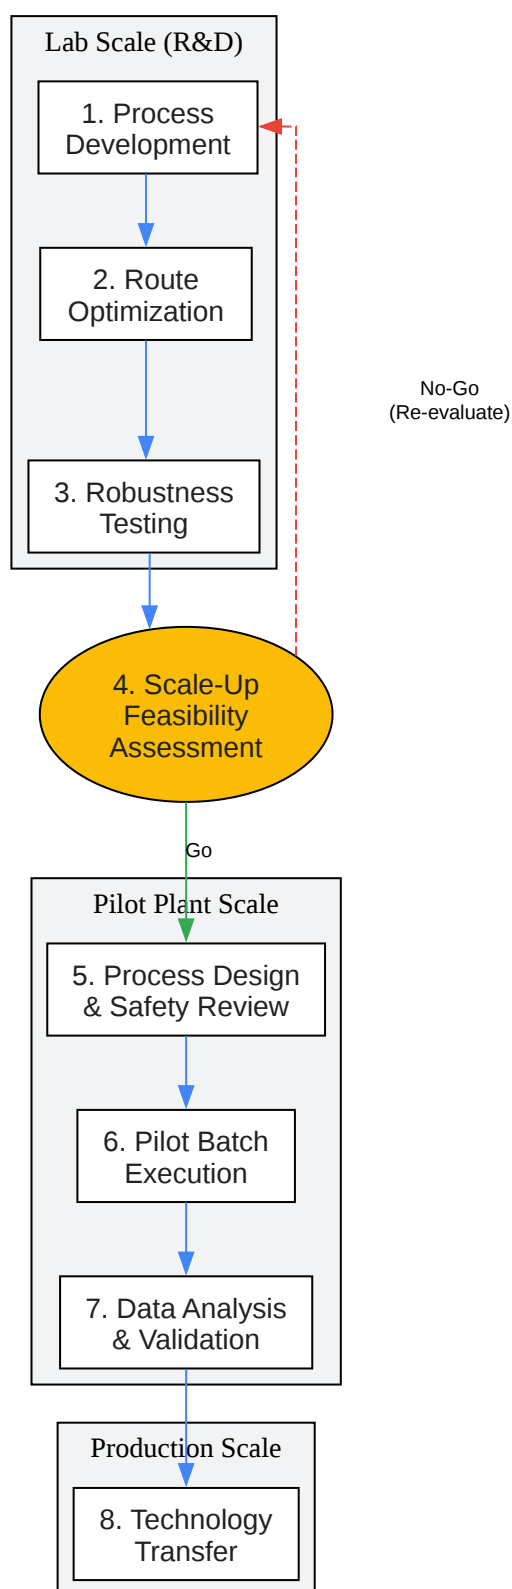 Lab Scale (R&D)
1. Process
Development
2. Route
Optimization
No-Go
(Re-evaluate)
3. Robustness
Testing
4. Scale-Up
Feasibility
Assessment
Go
Pilot Plant Scale
5. Process Design
& Safety Review
6. Pilot Batch
Execution
7. Data Analysis
& Validation
Production Scale
8. Technology
Transfer